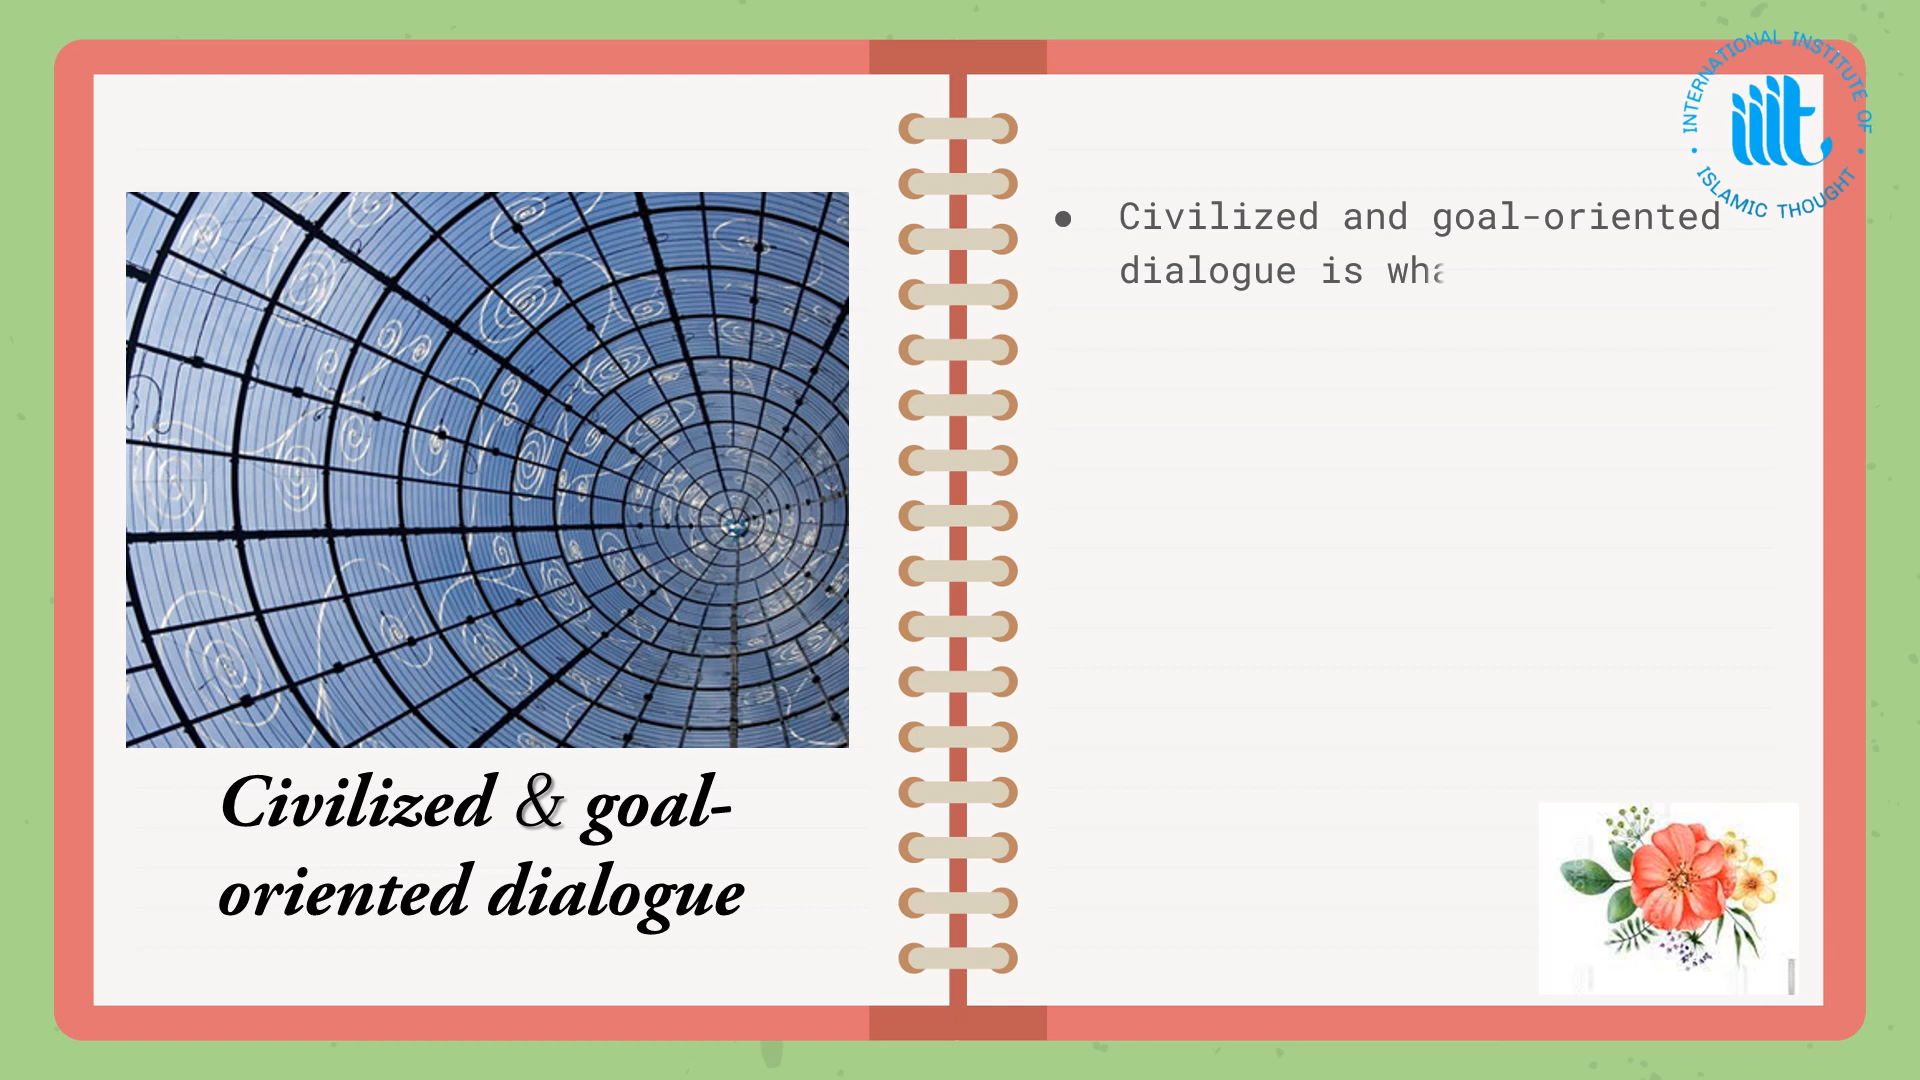 Civilized & goal-
oriented dialogue
INTERNATIONAL INSTITUTE OF
ISLAMIC THOUGHT
iiit
• Civilized and goal-oriented
dialogue is